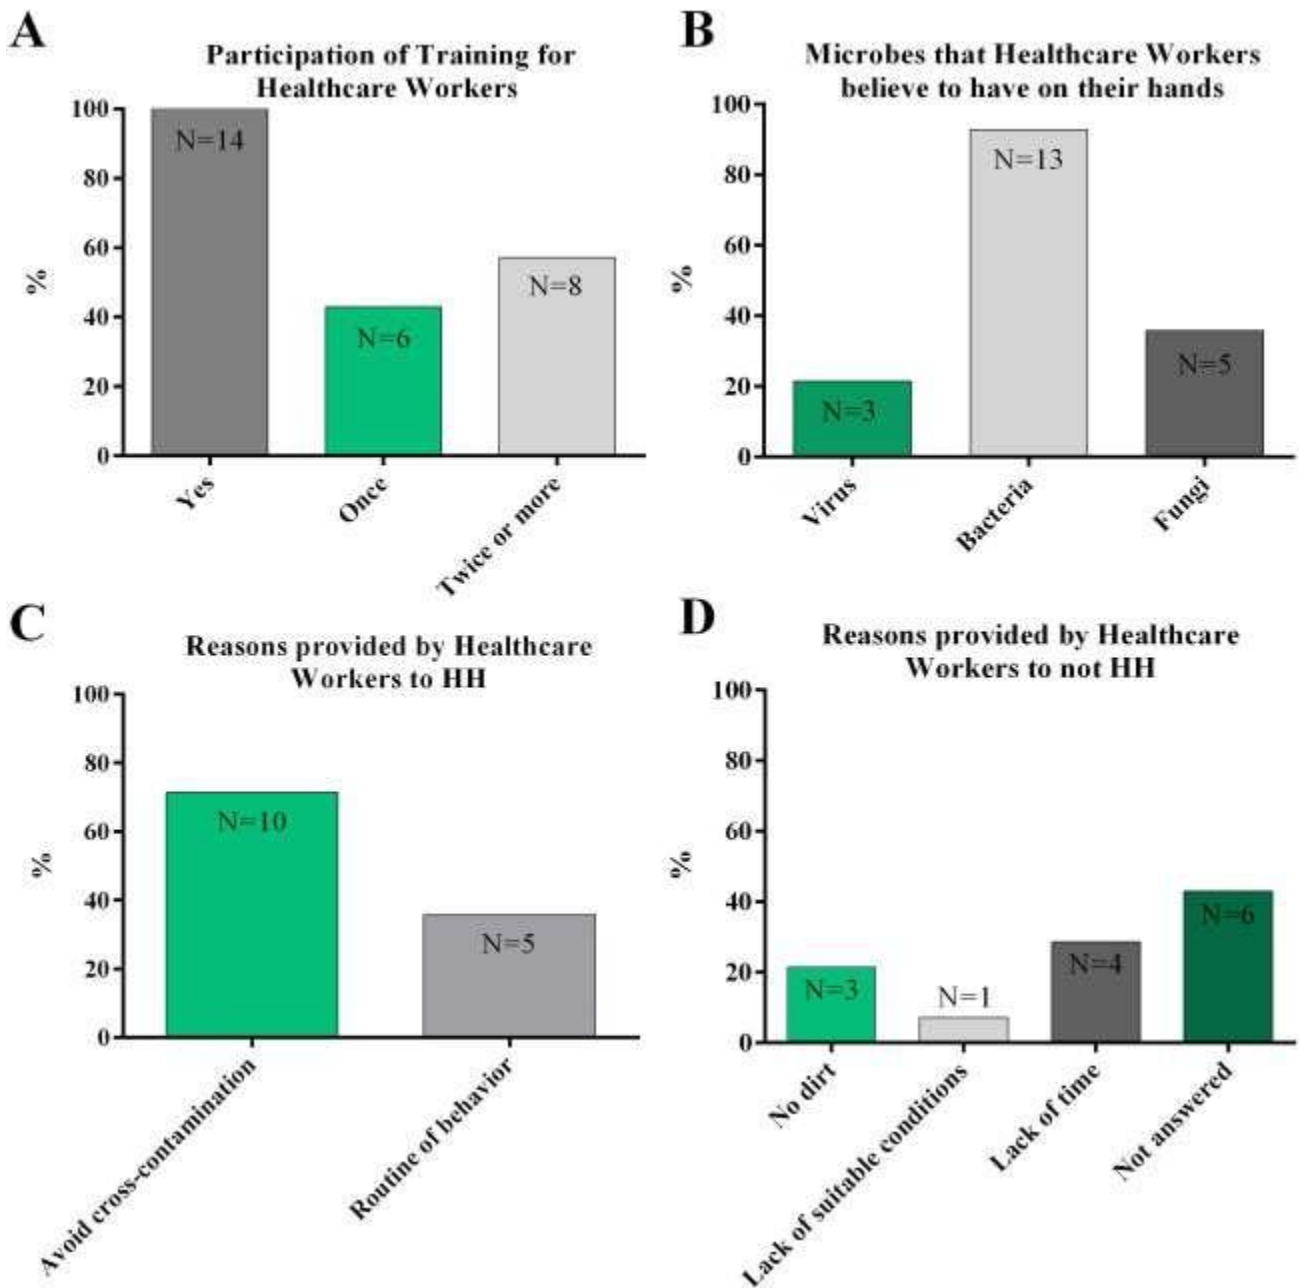 A
Participation of Training for
Healthcare Workers
%
100
80
60
40
20
0
N=14
N=6
N=8
Yes
Once
Twice or more
B
Microbes that Healthcare Workers
believe to have on their hands
%
100
80
60
40
20
0
N=3
N=13
N=5
Virus
Bacteria
Fungi
C
Reasons provided by Healthcare
Workers to HH
%
100
80
60
40
20
0
N=10
N=5
Avoid cross-contamination
Routine of behavior
D
Reasons provided by Healthcare
Workers to not HH
%
100
80
60
40
20
0
N=3
N=1
N=4
N=6
No dirt
Lack of suitable conditions
Lack of time
Not answered